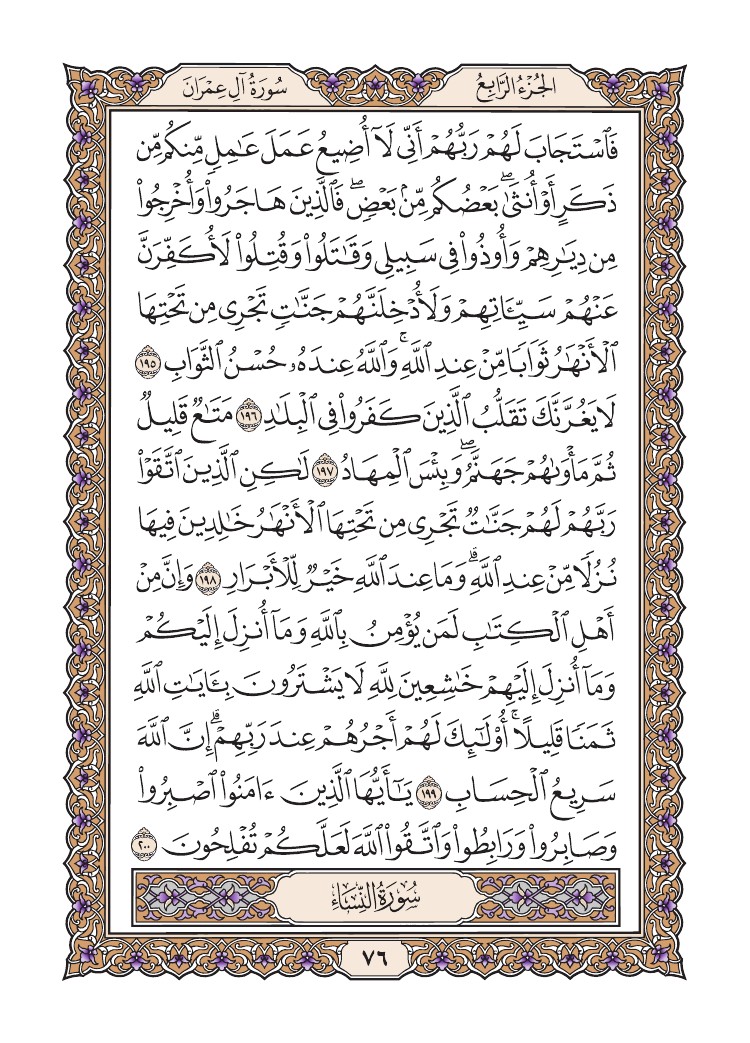 الجُزْءُ الرَّابِعُ
سُورَةُ آلِ عِمْرَان
فَٱسْتَجَابَ لَهُمْ رَبُّهُمْ أَنِّي لَآ أُضِيعُ عَمَلَ عَٰمِلٍ مِّنكُم مِّن
ذَكَرٍ أَوْ أُنثَىٰۖ بَعْضُكُم مِّنۢ بَعْضٍۖ فَٱلَّذِينَ هَاجَرُوا۟ وَأُخْرِجُوا۟
مِن دِيَٰرِهِمْ وَأُوذُوا۟ فِى سَبِيلِى وَقَٰتَلُوا۟ وَقُتِلُوا۟ لَأُكَفِّرَنَّ
عَنْهُمْ سَيِّـَٔاتِهِمْ وَلَأُدْخِلَنَّهُمْ جَنَّٰتٍ تَجْرِى مِن تَحْتِهَا
ٱلْأَنْهَٰرُ ثَوَابًا مِّنْ عِندِ ٱللَّهِۚ وَٱللَّهُ عِندَهُۥ حُسْنُ ٱلثَّوَابِ ١٩٥
لَا يَغُرَّنَّكَ تَقَلُّبُ ٱلَّذِينَ كَفَرُوا۟ فِى ٱلْبِلَٰدِ ١٩٦ مَتَٰعٌ قَلِيلٌ
ثُمَّ مَأْوَىٰهُمْ جَهَنَّمُۖ وَبِئْسَ ٱلْمِهَادُ ١٩٧ لَٰكِنِ ٱلَّذِينَ ٱتَّقَوْا۟
رَبَّهُمْ لَهُمْ جَنَّٰتٌ تَجْرِى مِن تَحْتِهَا ٱلْأَنْهَٰرُ خَٰلِدِينَ فِيهَا
نُزُلًا مِّنْ عِندِ ٱللَّهِۗ وَمَا عِندَ ٱللَّهِ خَيْرٌ لِّلْأَبْرَارِ ١٩٨ وَإِنَّ مِنْ
أَهْلِ ٱلْكِتَٰبِ لَمَن يُؤْمِنُ بِٱللَّهِ وَمَآ أُنزِلَ إِلَيْكُمْ
وَمَآ أُنزِلَ إِلَيْهِمْ خَٰشِعِينَ لِلَّهِ لَا يَشْتَرُونَ بِـَٔايَٰتِ ٱللَّهِ
ثَمَنًا قَلِيلًاۚ أُو۟لَٰٓئِكَ لَهُمْ أَجْرُهُمْ عِندَ رَبِّهِمْۗ إِنَّ ٱللَّهَ
سَرِيعُ ٱلْحِسَابِ ١٩٩ يَٰٓأَيُّهَا ٱلَّذِينَ ءَامَنُوا۟ ٱصْبِرُوا۟
وَصَابِرُوا۟ وَرَابِطُوا۟ وَٱتَّقُوا۟ ٱللَّهَ لَعَلَّكُمْ تُفْلِحُونَ ٢٠٠
سُورَةُ النِّسَاءِ
٧٦